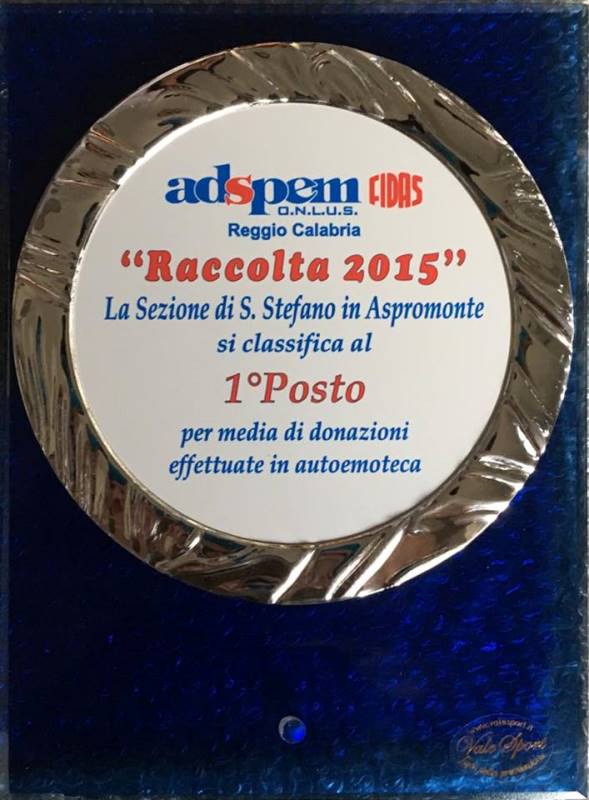 adspem FIDAS
O.N.L.U.S.
Reggio Calabria
“Raccolta 2015”
La Sezione di S. Stefano in Aspromonte
si classifica al
1°Posto
per media di donazioni
effettuate in autoemoteca
Vale Sport